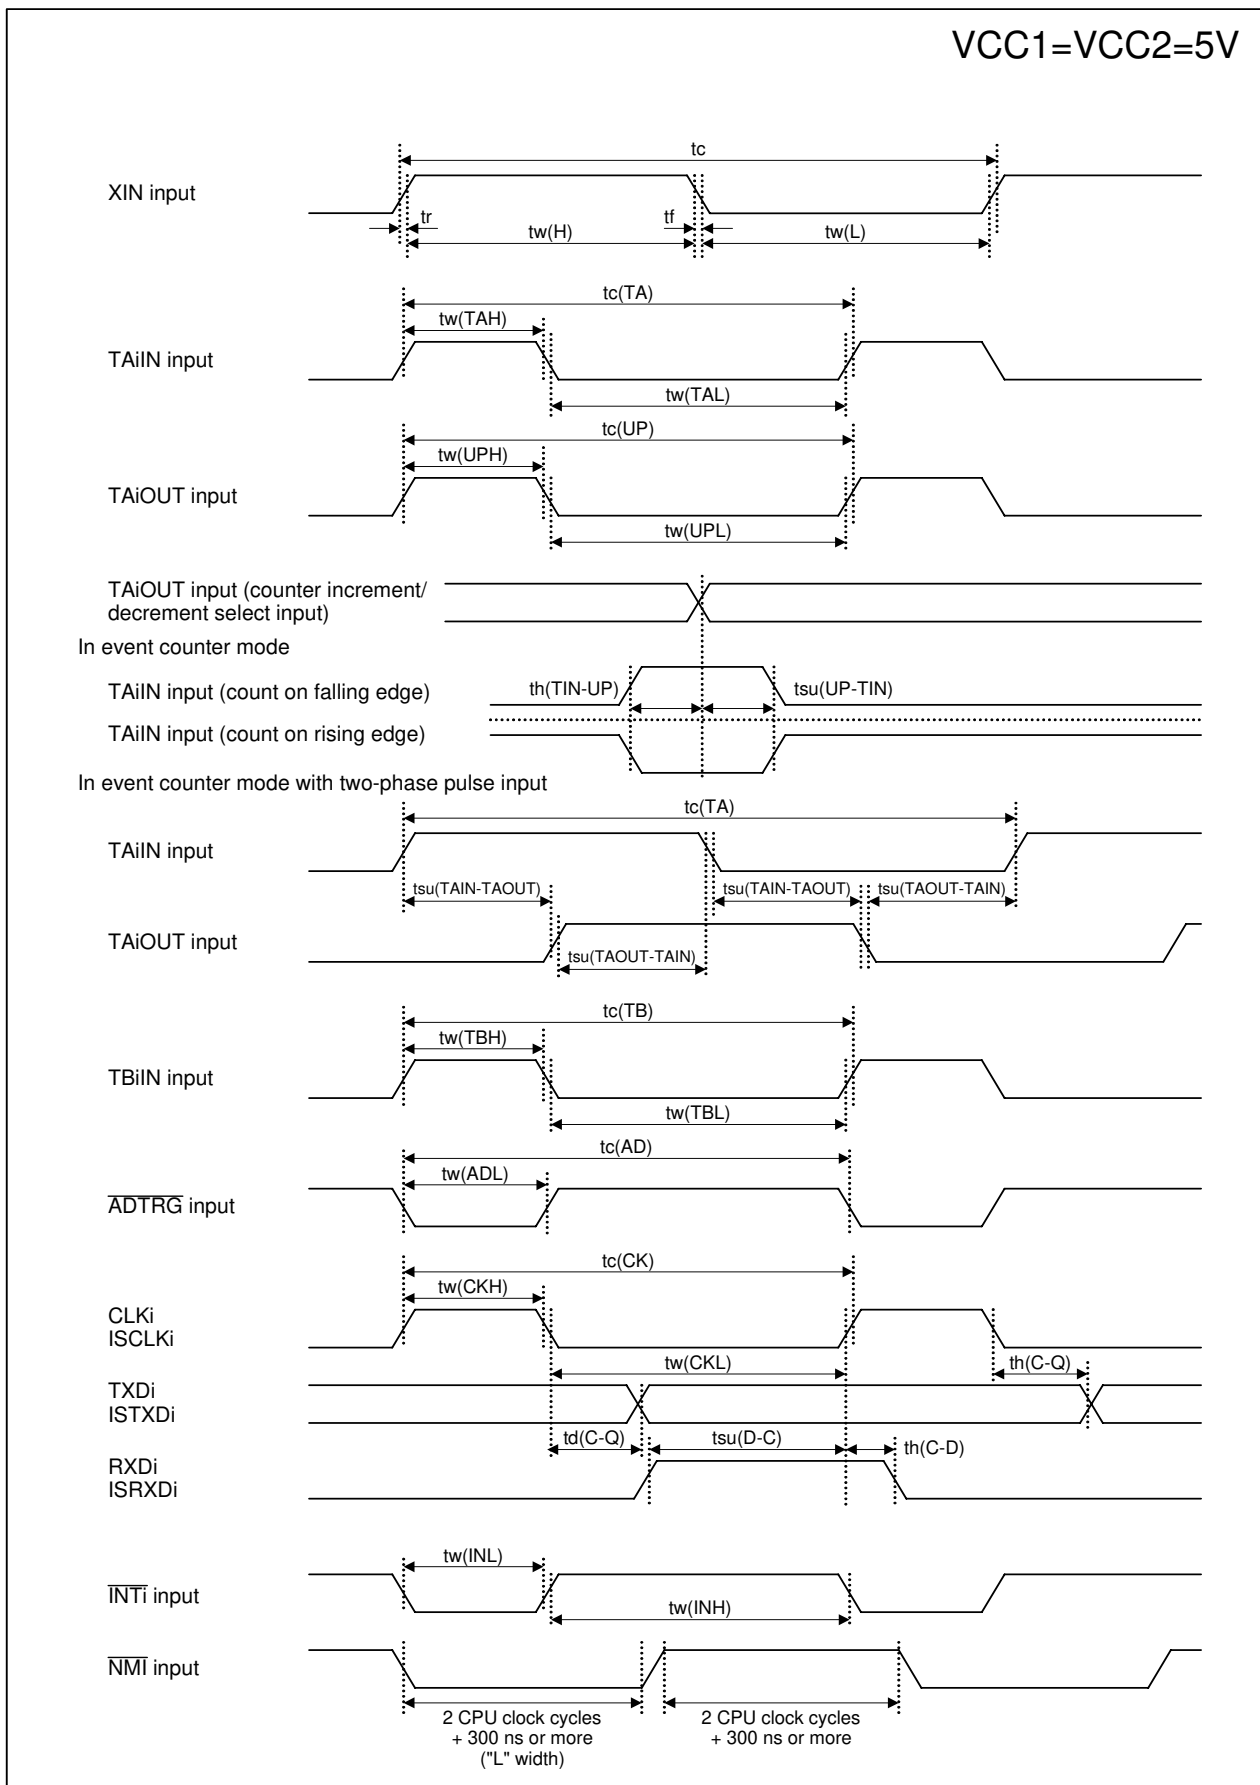 VCC1=VCC2=5V
tc
XIN input
tr
tf
tw(H)
tw(L)
tc(TA)
tw(TAH)
TAiIN input
tw(TAL)
tc(UP)
tw(UPH)
TAiOUT input
tw(UPL)
TAiOUT input (counter increment/
decrement select input)
In event counter mode
TAiIN input (count on falling edge)
th(TIN-UP)
tsu(UP-TIN)
TAiIN input (count on rising edge)
In event counter mode with two-phase pulse input
tc(TA)
TAiIN input
tsu(TAIN-TAOUT)
tsu(TAIN-TAOUT)
tsu(TAOUT-TAIN)
TAiOUT input
tsu(TAOUT-TAIN)
tc(TB)
tw(TBH)
TBiIN input
tw(TBL)
tc(AD)
tw(ADL)
ADTRG input
tc(CK)
tw(CKH)
CLKi
ISCLKi
tw(CKL)
th(C-Q)
TXDi
ISTXDi
td(C-Q)
tsu(D-C)
th(C-D)
RXDi
ISRXDi
tw(INL)
INTi input
tw(INH)
NMI input
2 CPU clock cycles
+ 300 ns or more
("L" width)
2 CPU clock cycles
+ 300 ns or more